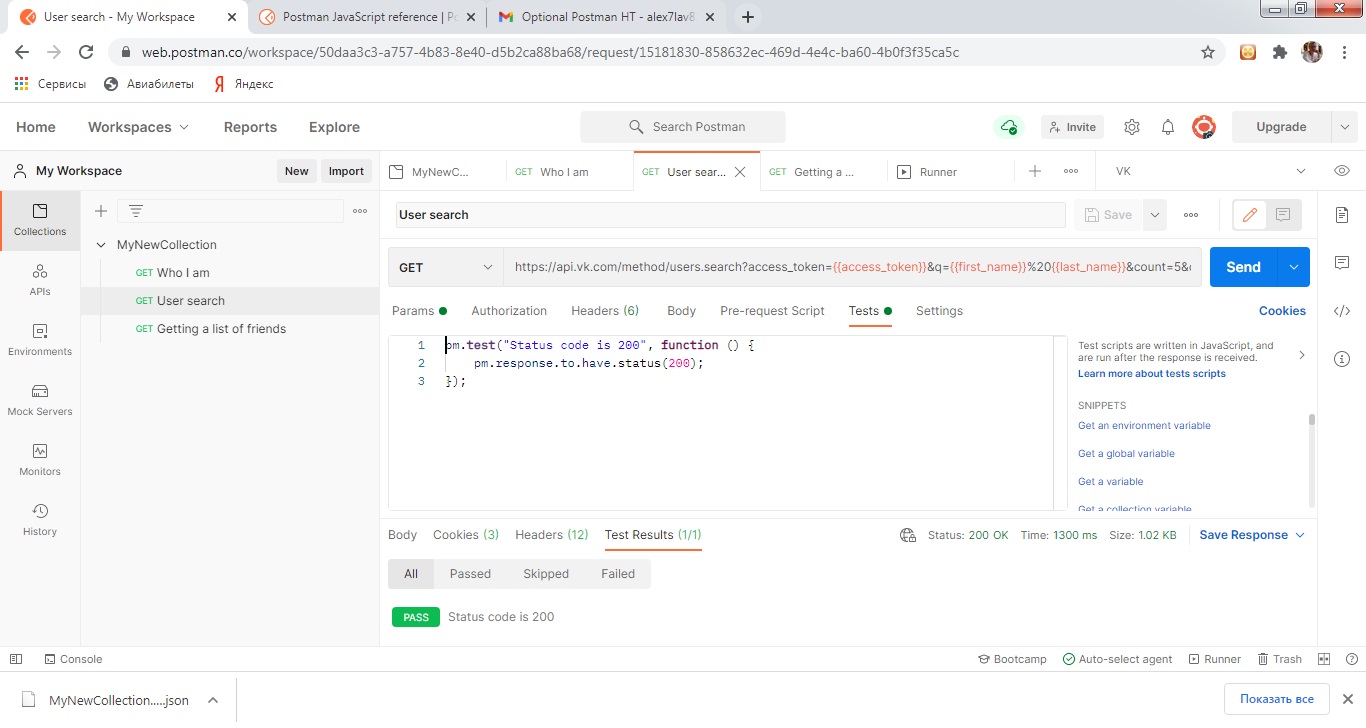 User search - My Workspace
Postman JavaScript reference | Po
Optional Postman HT - alex7lav8
web.postman.co/workspace/50daa3c3-a757-4b83-8e40-d5b2ca88ba68/request/15181830-858632ec-469d-4e4c-ba60-4b0f3f35ca5c
Сервисы
Авиабилеты
Яндекс
Home
Workspaces
Reports
Explore
Search Postman
Invite
Upgrade
My Workspace
New
Import
MyNewC...
GET Who I am
GET User sear...
GET Getting a ...
Runner
VK
Collections
APIs
Environments
Mock Servers
Monitors
History
MyNewCollection
GET Who I am
GET User search
GET Getting a list of friends
User search
Save
GET
https://api.vk.com/method/users.search?access_token={{access_token}}&q={{first_name}}%20{{last_name}}&count=5&
Send
Params
Authorization
Headers (6)
Body
Pre-request Script
Tests
Settings
Cookies
1 pm.test("Status code is 200", function () {
2 pm.response.to.have.status(200);
3 });
Test scripts are written in JavaScript, and
are run after the response is received.
Learn more about tests scripts
SNIPPETS
Get an environment variable
Get a global variable
Get a variable
Get a collection variable
Body
Cookies (3)
Headers (12)
Test Results (1/1)
Status: 200 OK
Time: 1300 ms
Size: 1.02 KB
Save Response
All
Passed
Skipped
Failed
PASS
Status code is 200
Console
Bootcamp
Auto-select agent
Runner
Trash
MyNewCollection.....json
Показать все